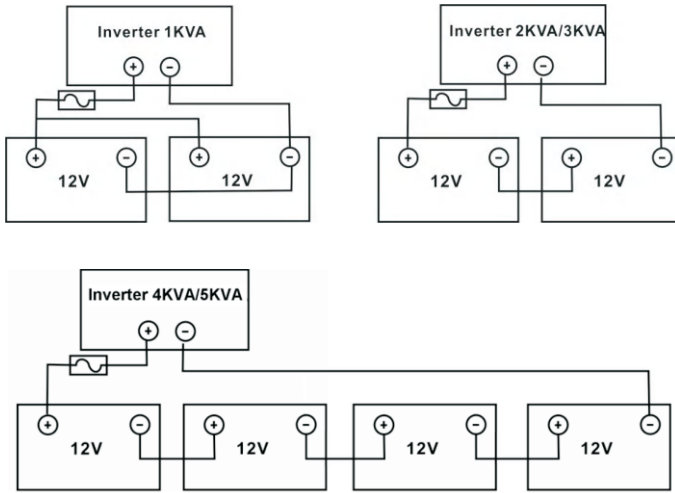 Inverter 1KVA
+ −
+ − + −
12V 12V
Inverter 2KVA/3KVA
+ −
+ − + −
12V 12V
Inverter 4KVA/5KVA
+ −
+ − + − + − + −
12V 12V 12V 12V